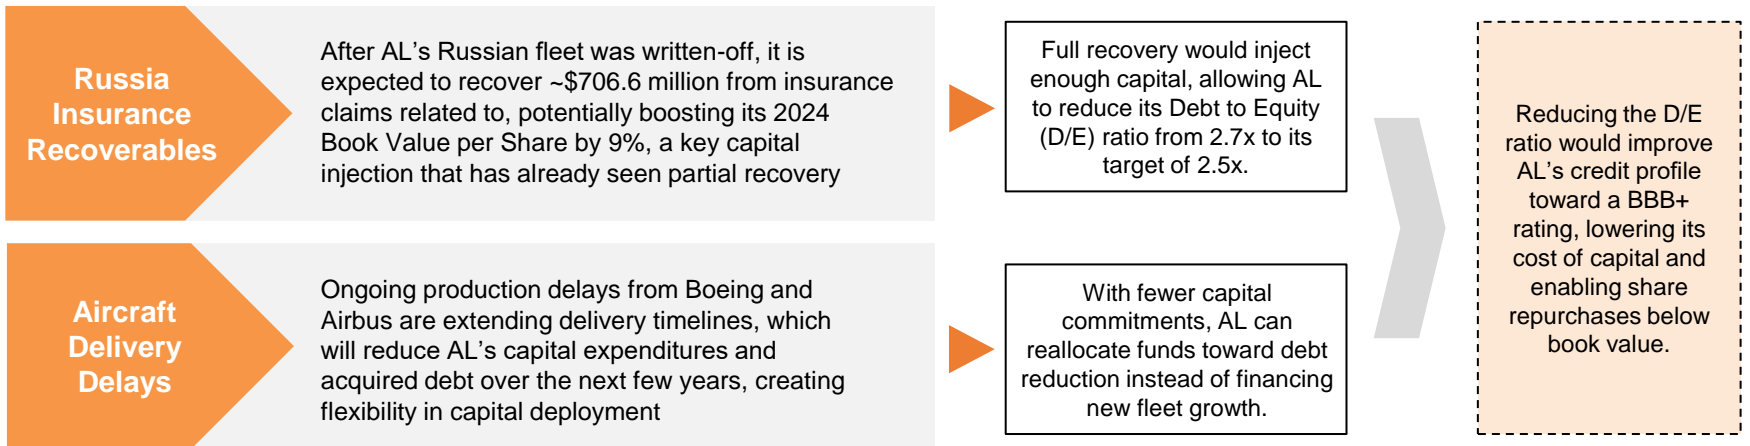 Russia
Insurance
Recoverables
After AL’s Russian fleet was written-off, it is
expected to recover ~$706.6 million from insurance
claims related to, potentially boosting its 2024
Book Value per Share by 9%, a key capital
injection that has already seen partial recovery
Full recovery would inject
enough capital, allowing AL
to reduce its Debt to Equity
(D/E) ratio from 2.7x to its
target of 2.5x.
Aircraft
Delivery
Delays
Ongoing production delays from Boeing and
Airbus are extending delivery timelines, which
will reduce AL’s capital expenditures and
acquired debt over the next few years, creating
flexibility in capital deployment
With fewer capital
commitments, AL can
reallocate funds toward debt
reduction instead of financing
new fleet growth.
Reducing the D/E
ratio would improve
AL’s credit profile
toward a BBB+
rating, lowering its
cost of capital and
enabling share
repurchases below
book value.